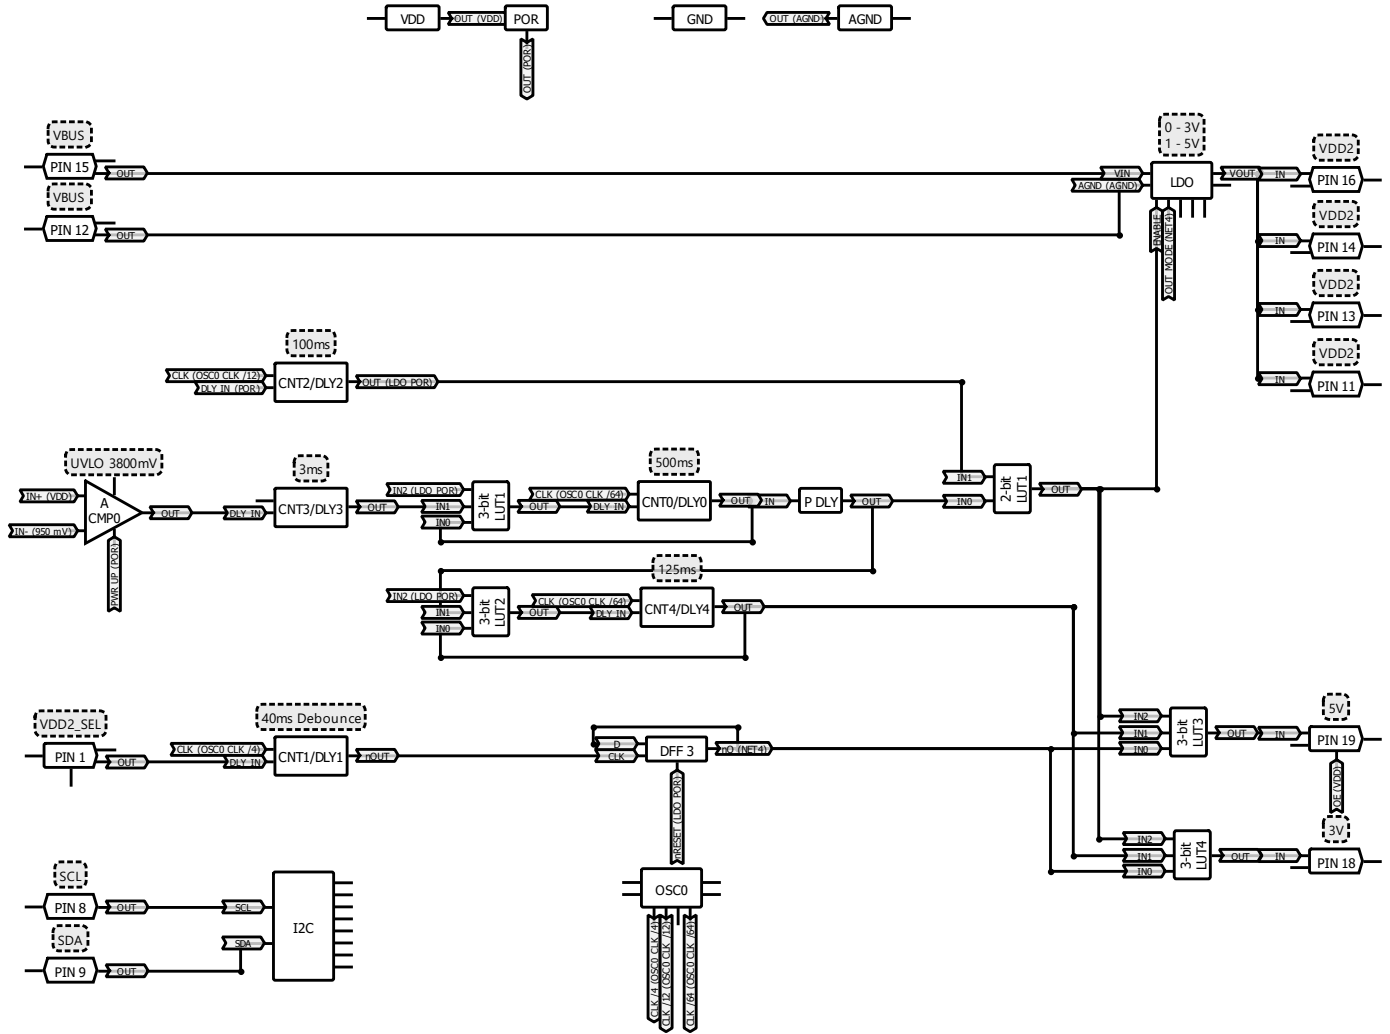 VDD
OUT (VDD)
POR
OUT (POR)
GND
OUT (AGND)
AGND
VBUS
PIN 15
OUT
VBUS
PIN 12
OUT
0 - 3V
1 - 5V
VIN
AGND (AGND)
LDO
VOUT
ENABLE
OUT MODE (NET4)
VDD2
IN
PIN 16
VDD2
IN
PIN 14
VDD2
IN
PIN 13
VDD2
IN
PIN 11
100ms
CLK (OSC0 CLK /12)
DLY IN (POR)
CNT2/DLY2
OUT (LDO POR)
UVLO 3800mV
IN+ (VDD)
IN- (950 mV)
A
CMP0
OUT
PWR UP (POR)
3ms
DLY IN
CNT3/DLY3
OUT
IN2 (LDO POR)
IN1
IN0
3-bit
LUT1
OUT
500ms
CLK (OSC0 CLK /64)
DLY IN
CNT0/DLY0
OUT
IN
P DLY
OUT
IN1
IN0
2-bit
LUT1
OUT
125ms
IN2 (LDO POR)
IN1
IN0
3-bit
LUT2
OUT
CLK (OSC0 CLK /64)
DLY IN
CNT4/DLY4
OUT
VDD2_SEL
PIN 1
OUT
40ms Debounce
CLK (OSC0 CLK /4)
DLY IN
CNT1/DLY1
nOUT
D
CLK
DFF 3
nQ (NET4)
nRESET (LDO POR)
IN2
IN1
IN0
3-bit
LUT3
OUT
IN
5V
PIN 19
OE (VDD)
IN2
IN1
IN0
3-bit
LUT4
OUT
IN
3V
PIN 18
SCL
PIN 8
OUT
SCL
SDA
PIN 9
OUT
SDA
I2C
OSC0
CLK /4 (OSC0 CLK /4)
CLK /12 (OSC0 CLK /12)
CLK /64 (OSC0 CLK /64)